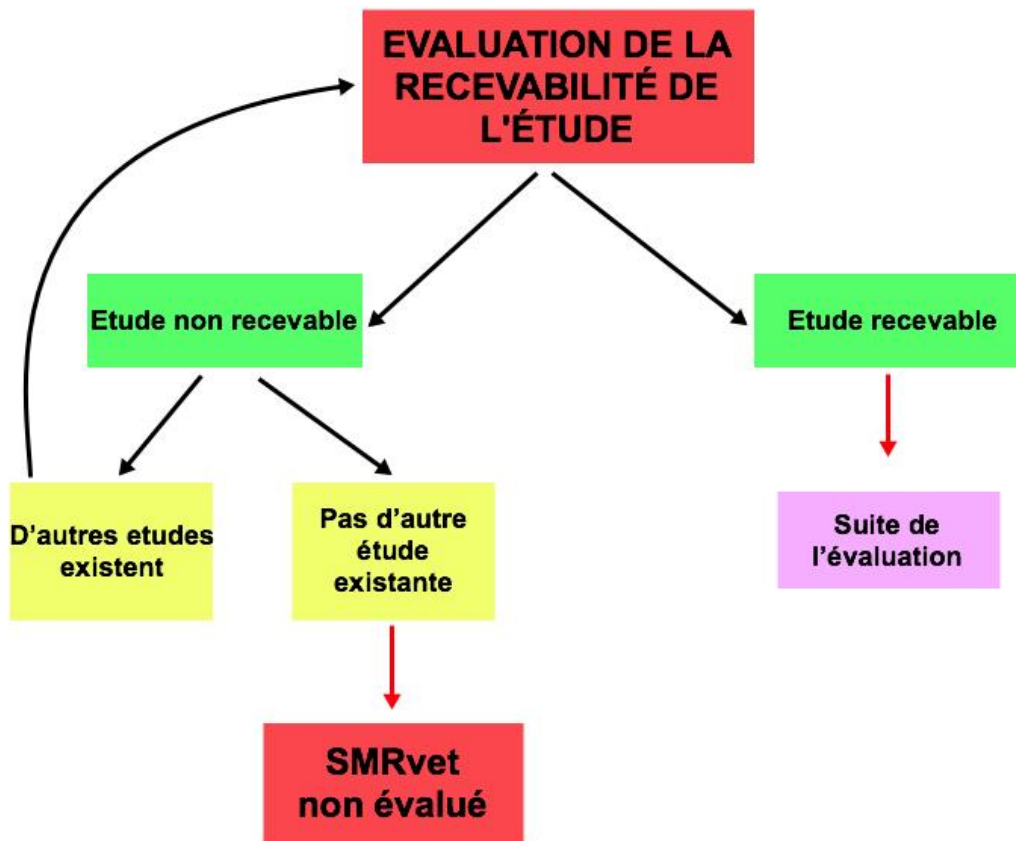 EVALUATION DE LA
RECEVABILITÉ DE
L'ÉTUDE
Etude non recevable
Etude recevable
D’autres etudes
existent
Pas d’autre
étude
existante
Suite de
l’évaluation
SMRvet
non évalué